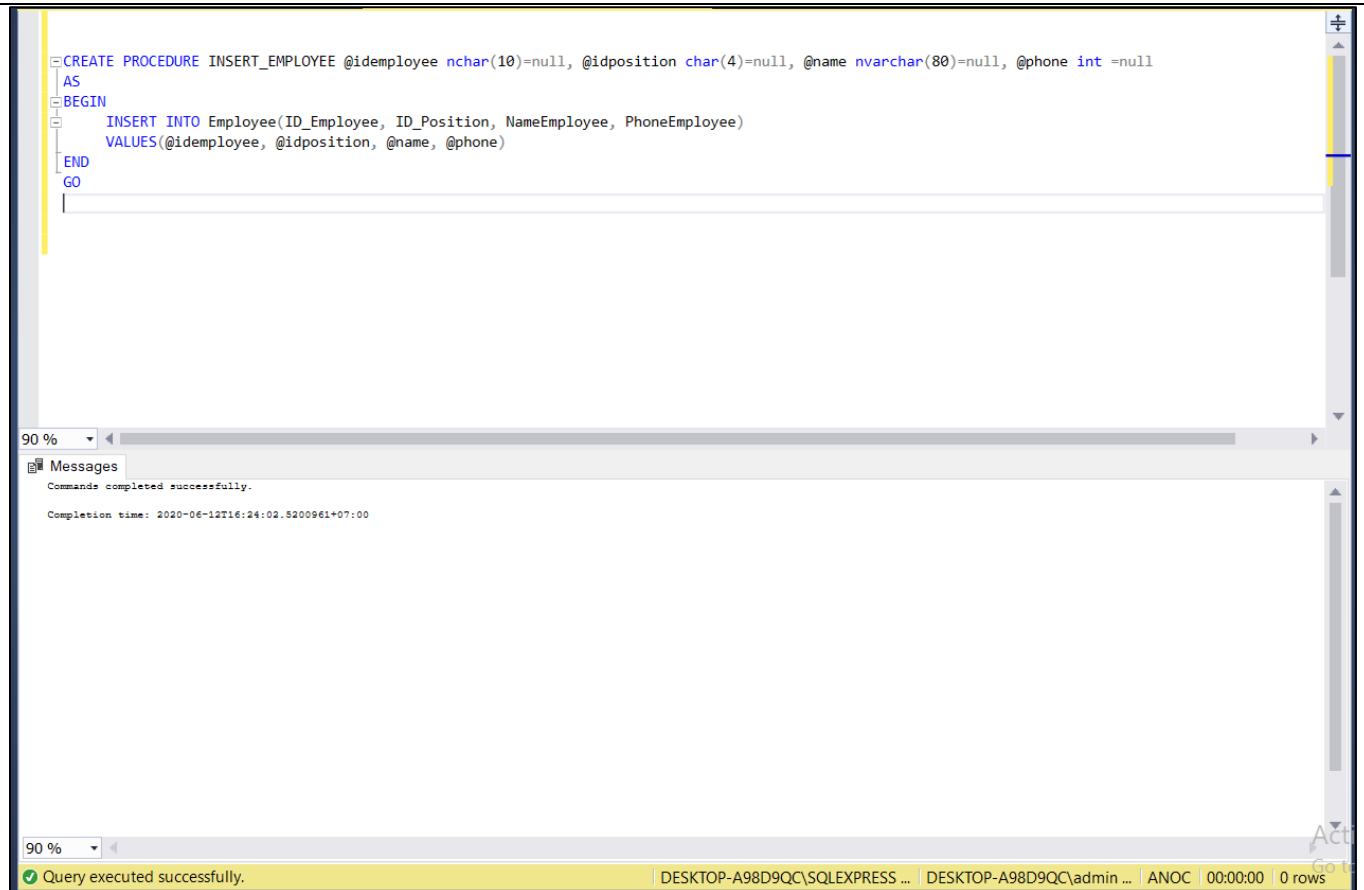 CREATE PROCEDURE INSERT_EMPLOYEE @idemployee nchar(10)=null, @idposition char(4)=null, @name nvarchar(80)=null, @phone int =null
AS
BEGIN
INSERT INTO Employee(ID_Employee, ID_Position, NameEmployee, PhoneEmployee)
VALUES(@idemployee, @idposition, @name, @phone)
END
GO
90 %
Messages
Commands completed successfully.
Completion time: 2020-06-12T16:24:02.5200961+07:00
Acti
90 %
Go to
Query executed successfully. DESKTOP-A98D9QC\SQLEXPRESS ... DESKTOP-A98D9QC\admin ... ANOC 00:00:00 0 rows